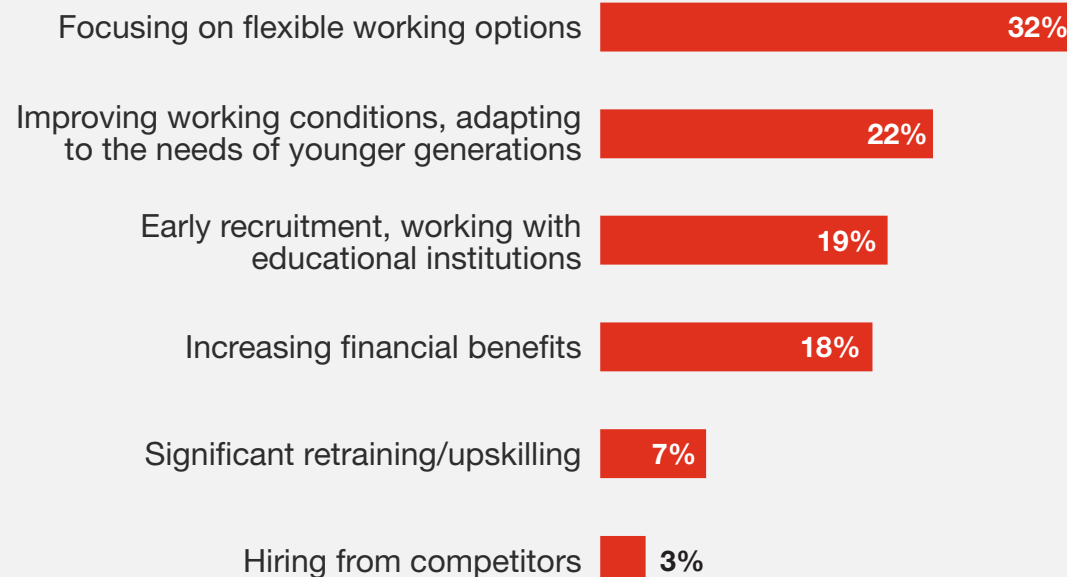 Focusing on flexible working options 32%
Improving working conditions, adapting
to the needs of younger generations 22%
Early recruitment, working with
educational institutions 19%
Increasing financial benefits 18%
Significant retraining/upskilling 7%
Hiring from competitors 3%